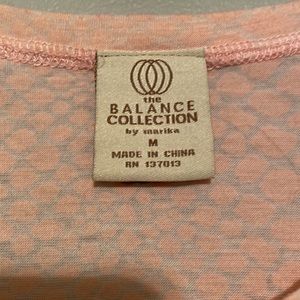 the
BALANCE
COLLECTION
by marika
M
MADE IN CHINA
RN 137013